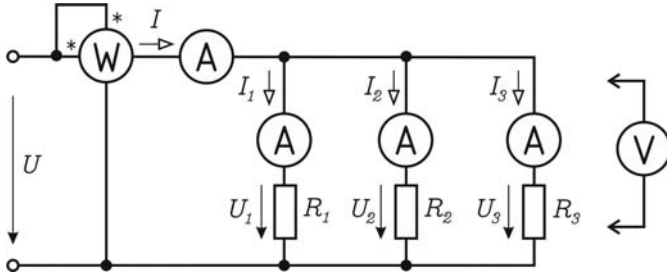 * I
* W A
I₁ I₂ I₃
A A A V
U
U₁ R₁ U₂ R₂ U₃ R₃